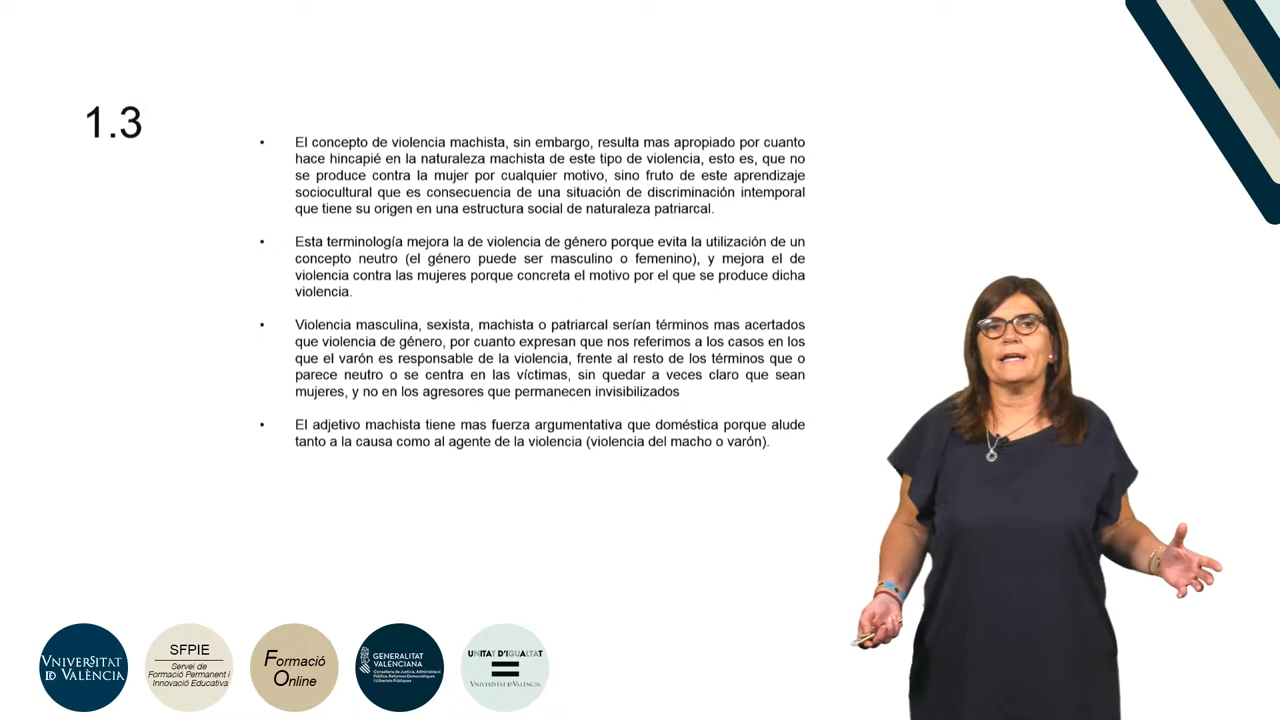 1.3
• El concepto de violencia machista, sin embargo, resulta mas apropiado por cuanto
hace hincapié en la naturaleza machista de este tipo de violencia, esto es, que no
se produce contra la mujer por cualquier motivo, sino fruto de este aprendizaje
sociocultural que es consecuencia de una situación de discriminación intemporal
que tiene su origen en una estructura social de naturaleza patriarcal.
• Esta terminología mejora la de violencia de género porque evita la utilización de un
concepto neutro (el género puede ser masculino o femenino), y mejora el de
violencia contra las mujeres porque concreta el motivo por el que se produce dicha
violencia.
• Violencia masculina, sexista, machista o patriarcal serían términos mas acertados
que violencia de género, por cuanto expresan que nos referimos a los casos en los
que el varón es responsable de la violencia, frente al resto de los términos que o
parece neutro o se centra en las víctimas, sin quedar a veces claro que sean
mujeres, y no en los agresores que permanecen invisibilizados
• El adjetivo machista tiene mas fuerza argumentativa que doméstica porque alude
tanto a la causa como al agente de la violencia (violencia del macho o varón).
VNIVERSITAT
DE VALÈNCIA
SFPIE
Servei de
Formació Permanent i
Innovació Educativa
Formació
Online
GENERALITAT
VALENCIANA
Conselleria de Justícia, Administració
Pública, Reformes Democràtiques
i Llibertats Públiques
UNITAT D'IGUALTAT
VNIVERSITAT DE VALÈNCIA